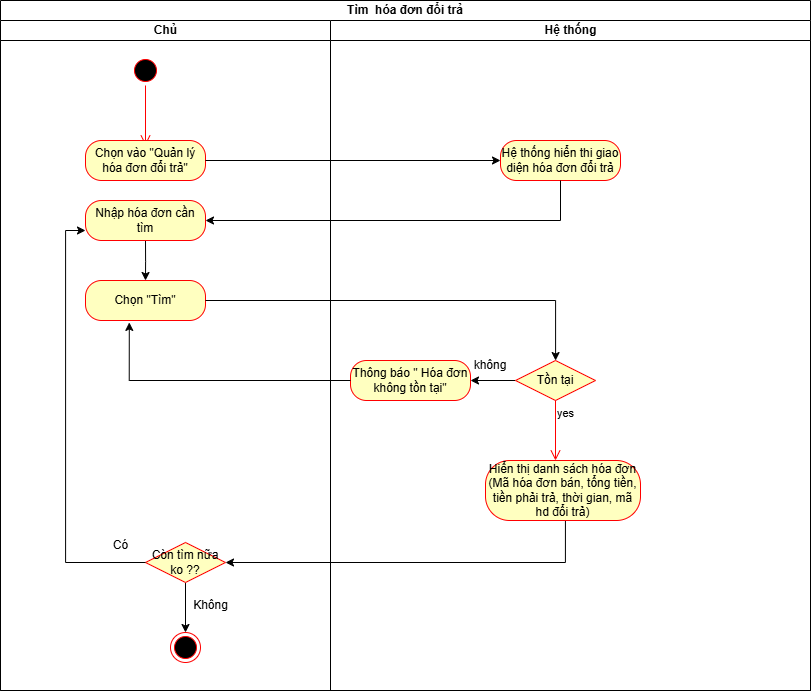 Tìm hóa đơn đổi trả
Chủ
Hệ thống
Chọn vào "Quản lý
hóa đơn đổi trả"
Hệ thống hiển thị giao
diện hóa đơn đổi trả
Nhập hóa đơn cần
tìm
Chọn "Tìm"
Thông báo " Hóa đơn
không tồn tại"
không
Tồn tại
yes
Hiển thị danh sách hóa đơn
(Mã hóa đơn bán, tổng tiền,
tiền phải trả, thời gian, mã
hd đổi trả)
Có
Còn tìm nữa
ko ??
Không